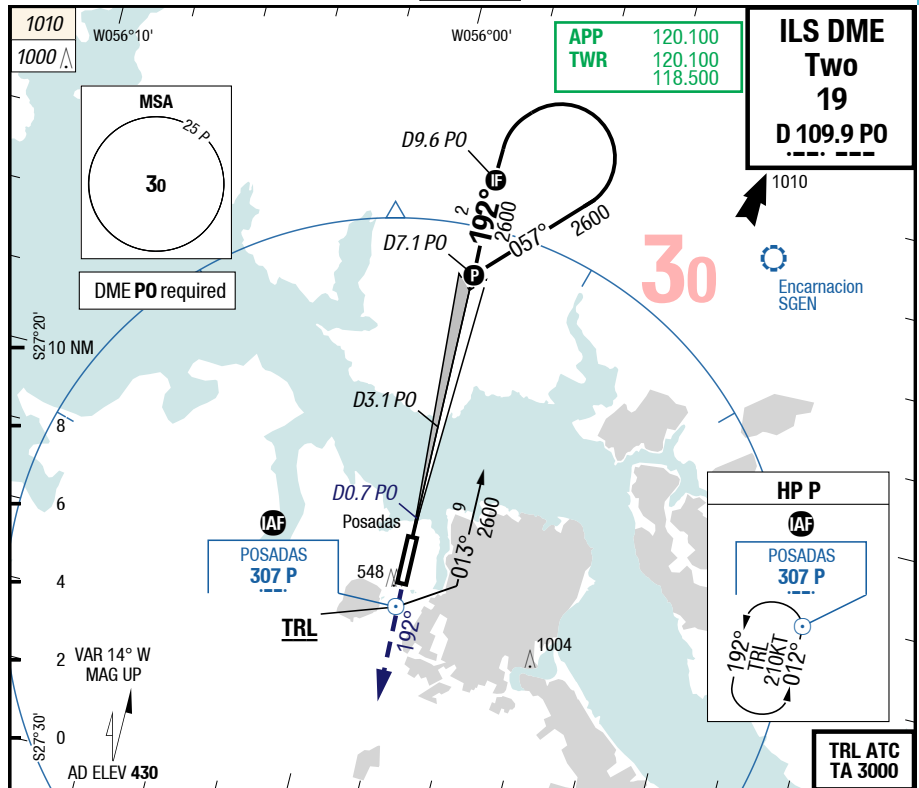 1010
1000
W056°10'
W056°00'
APP 120.100
TWR 120.100
118.500
ILS DME
Two
19
D 109.9 PO
MSA
25 P
30
DME PO required
D9.6 PO
IF
2
192°
2600
D7.1 PO
P
057°
2600
30
1010
Encarnacion
SGEN
S27°20'
10 NM
8
6
4
2
0
S27°30'
D3.1 PO
D0.7 PO
Posadas
IAF
POSADAS
307 P
548
TRL
192°
013°
9
2600
1004
HP P
IAF
POSADAS
307 P
192°
TRL
210KT
012°
VAR 14° W
MAG UP
AD ELEV 430
TRL ATC
TA 3000